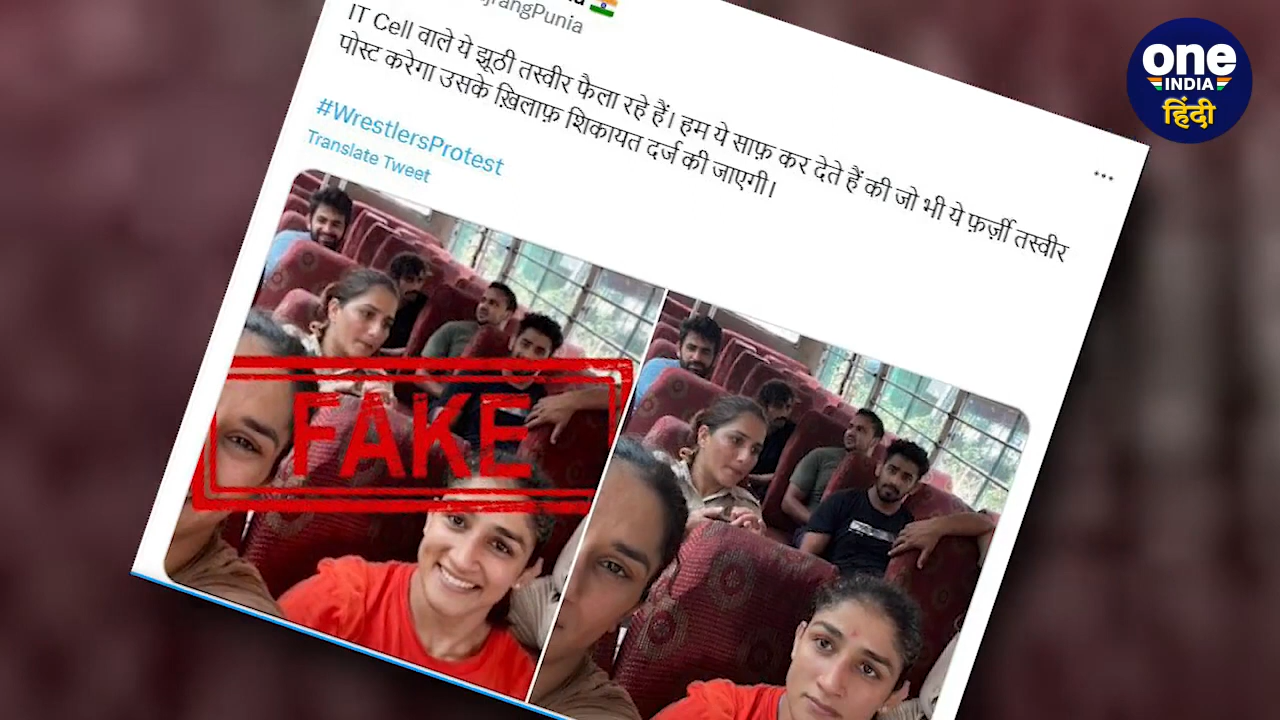 one
INDIA
हिंदी
IT Cell वाले ये झूठी तस्वीर फैला रहे हैं। हम ये साफ़ कर देते हैं की जो भी ये फ़र्ज़ी तस्वीर
पोस्ट करेगा उसके ख़िलाफ़ शिकायत दर्ज की जाएगी।
#WrestlersProtest
Translate Tweet
FAKE